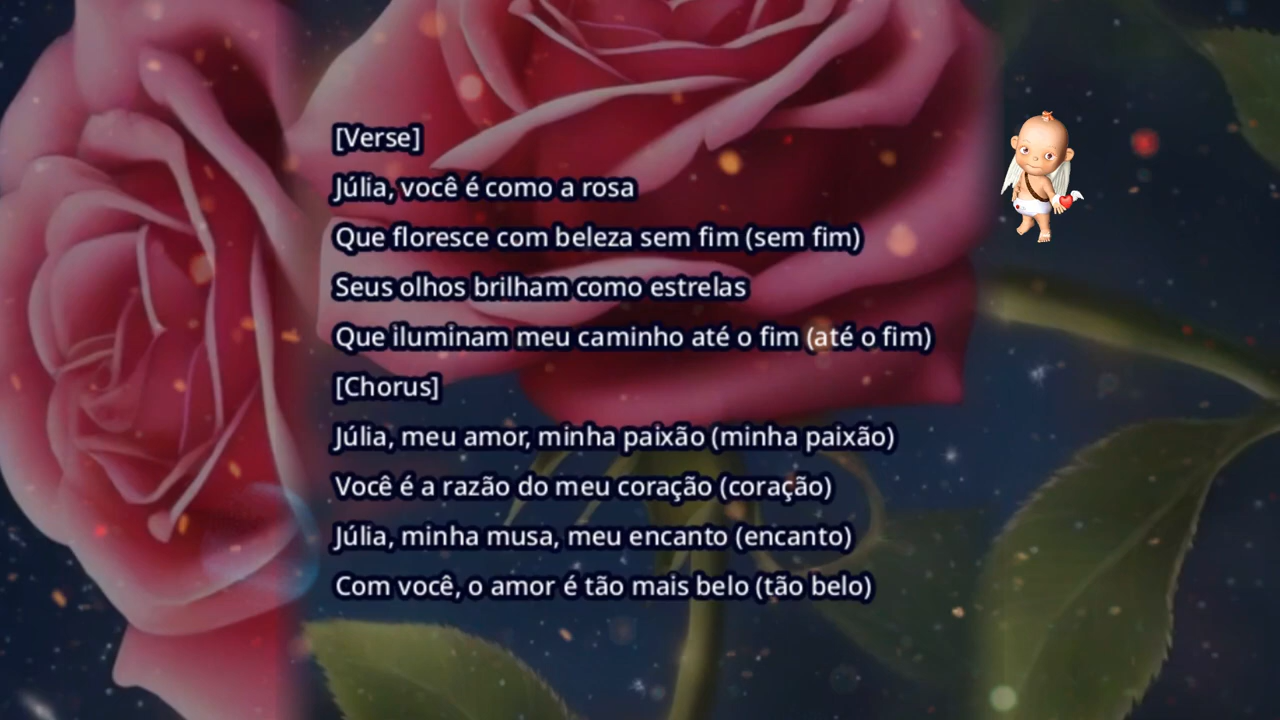 [Verse]
Júlia, você é como a rosa
Que floresce com beleza sem fim (sem fim)
Seus olhos brilham como estrelas
Que iluminam meu caminho até o fim (até o fim)
[Chorus]
Júlia, meu amor, minha paixão (minha paixão)
Você é a razão do meu coração (coração)
Júlia, minha musa, meu encanto (encanto)
Com você, o amor é tão mais belo (tão belo)